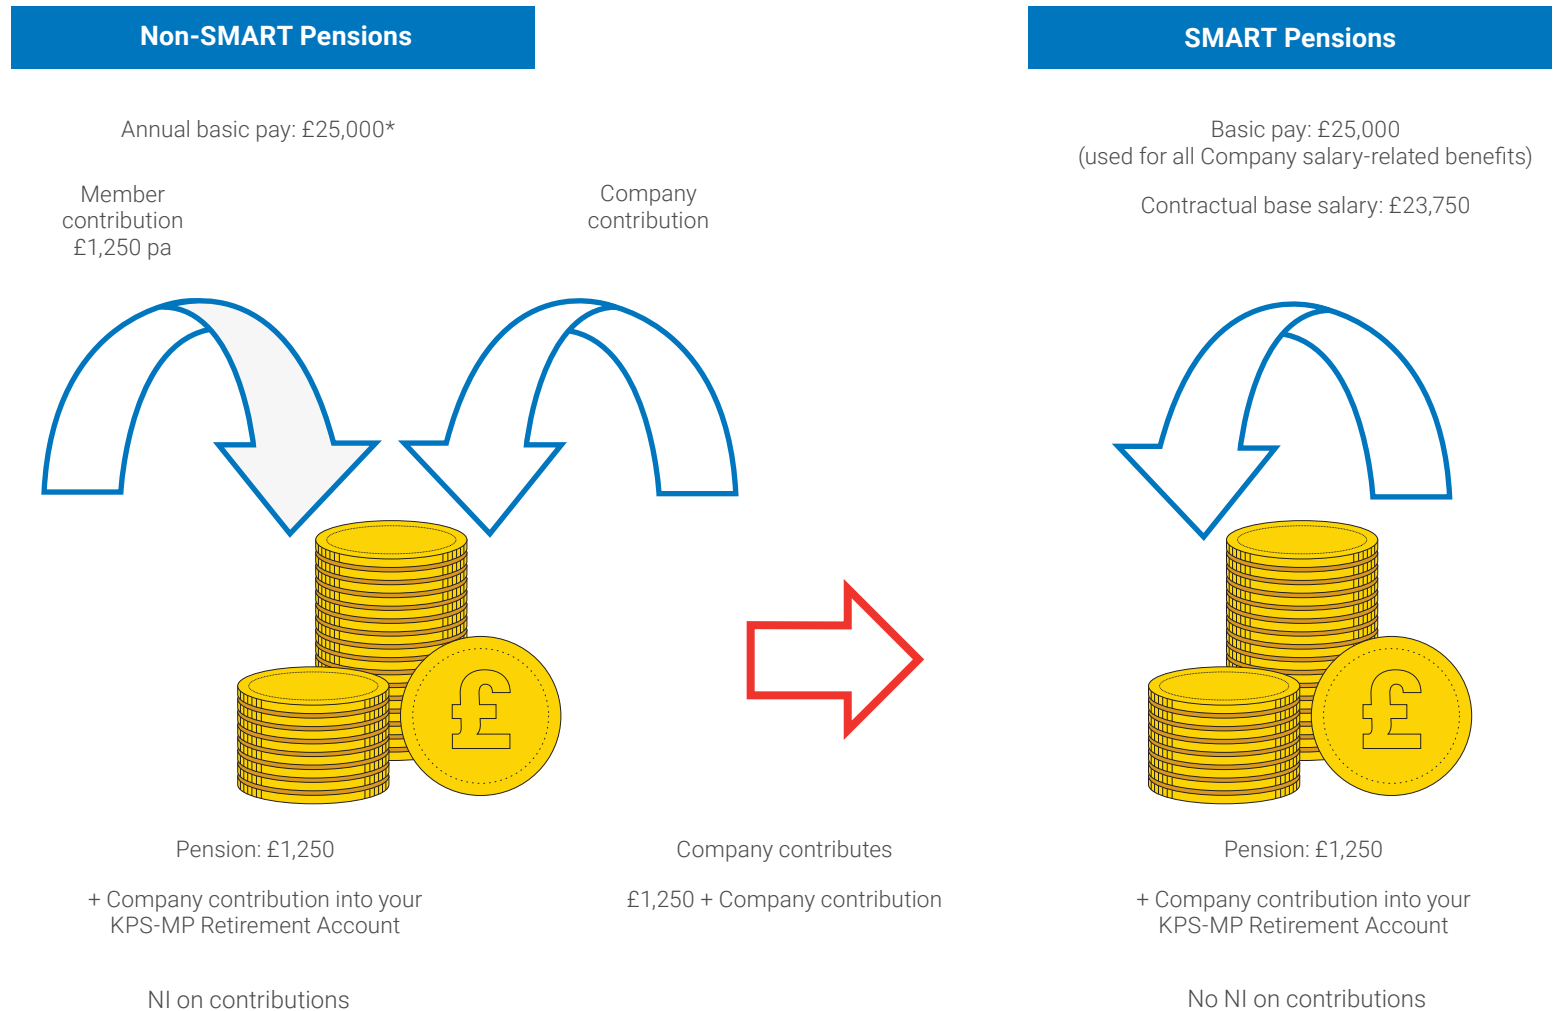 Non-SMART Pensions
Annual basic pay: £25,000*
Member
contribution
£1,250 pa
Company
contribution
£
Pension: £1,250
+ Company contribution into your
KPS-MP Retirement Account
NI on contributions
Company contributes
£1,250 + Company contribution
SMART Pensions
Basic pay: £25,000
(used for all Company salary-related benefits)
Contractual base salary: £23,750
£
Pension: £1,250
+ Company contribution into your
KPS-MP Retirement Account
No NI on contributions